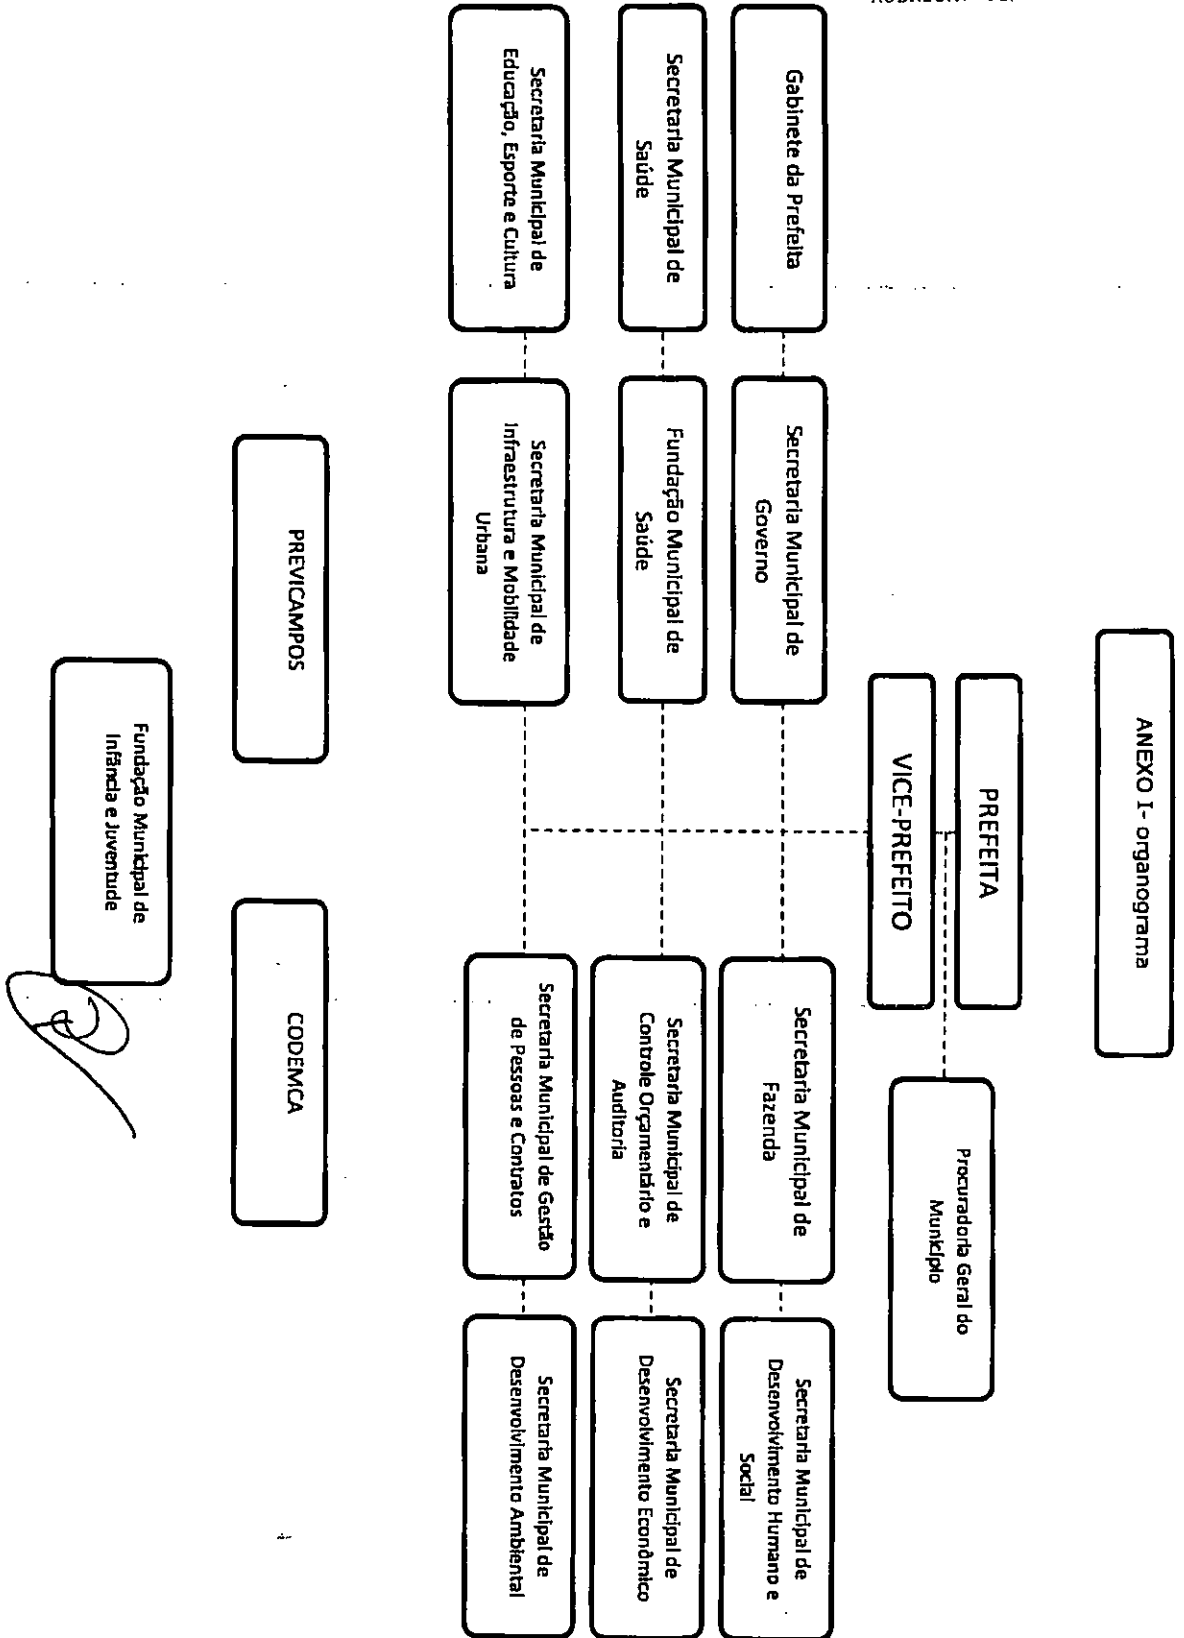 ANEXO I- organograma
PREFEITA
VICE-PREFEITO
Procuradoria Geral do
Município
Gabinete da Prefeita
Secretaria Municipal de
Governo
Secretaria Municipal de
Fazenda
Secretaria Municipal de
Desenvolvimento Humano e
Social
Secretaria Municipal de
Saúde
Fundação Municipal de
Saúde
Secretaria Municipal de
Controle Orçamentário e
Auditoria
Secretaria Municipal de
Desenvolvimento Econômico
Secretaria Municipal de
Educação, Esporte e Cultura
Secretaria Municipal de
Infraestrutura e Mobilidade
Urbana
Secretaria Municipal de Gestão
de Pessoas e Contratos
Secretaria Municipal de
Desenvolvimento Ambiental
PREVICAMPOS
CODEMCA
Fundação Municipal de
Infância e Juventude